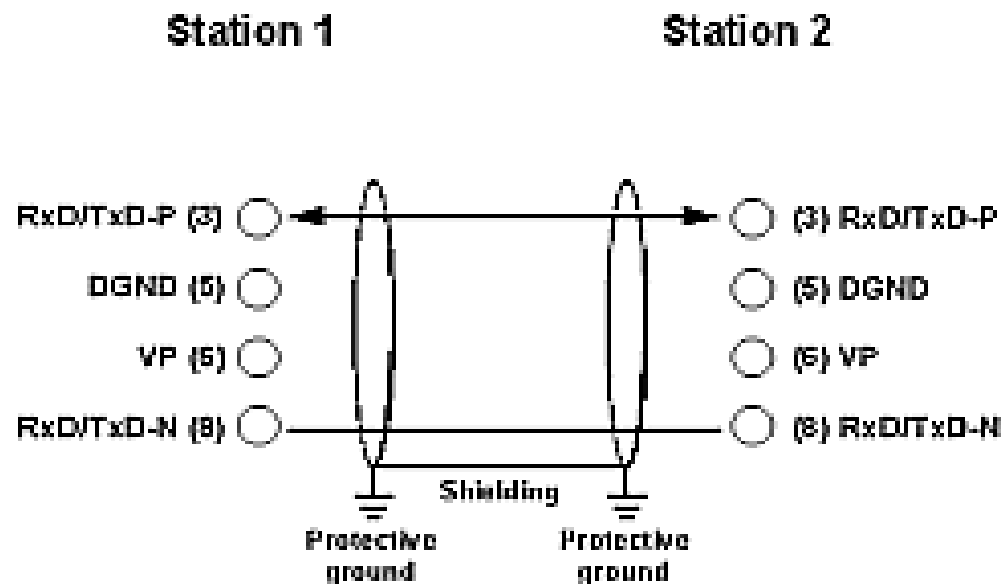 Station 1
Station 2
RxD/TxD-P (3)
(3) RxD/TxD-P
DGND (5)
(5) DGND
VP (6)
(6) VP
RxD/TxD-N (8)
(8) RxD/TxD-N
Shielding
Protective
ground
Protective
ground